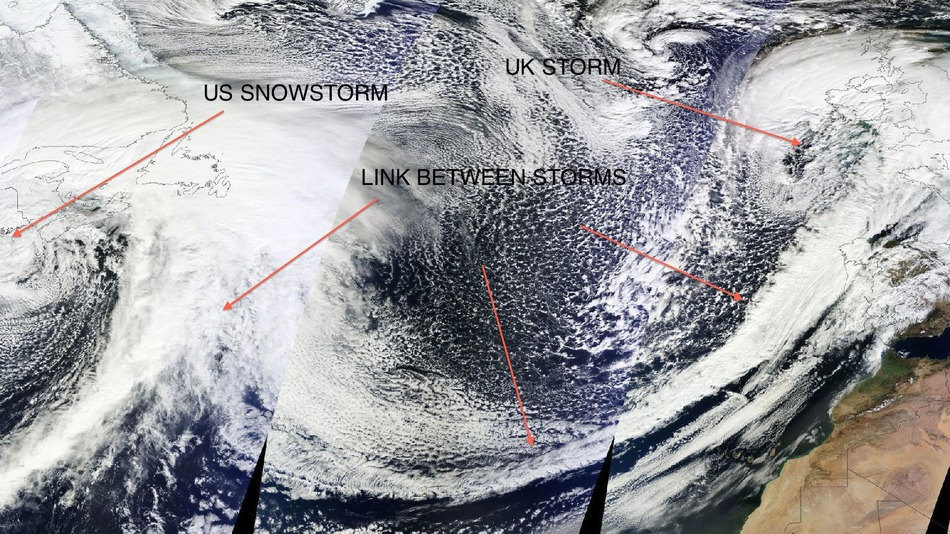 UK STORM
US SNOWSTORM
LINK BETWEEN STORMS